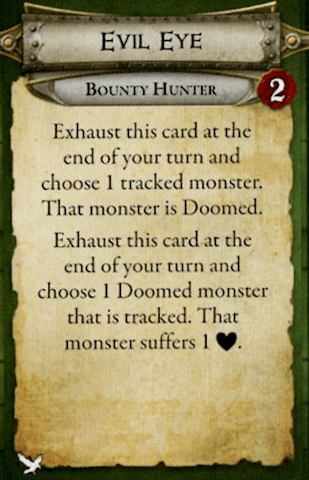 Evil Eye
Bounty Hunter
2
Exhaust this card at the
end of your turn and
choose 1 tracked monster.
That monster is Doomed.
Exhaust this card at the
end of your turn and
choose 1 Doomed monster
that is tracked. That
monster suffers 1 ♥.